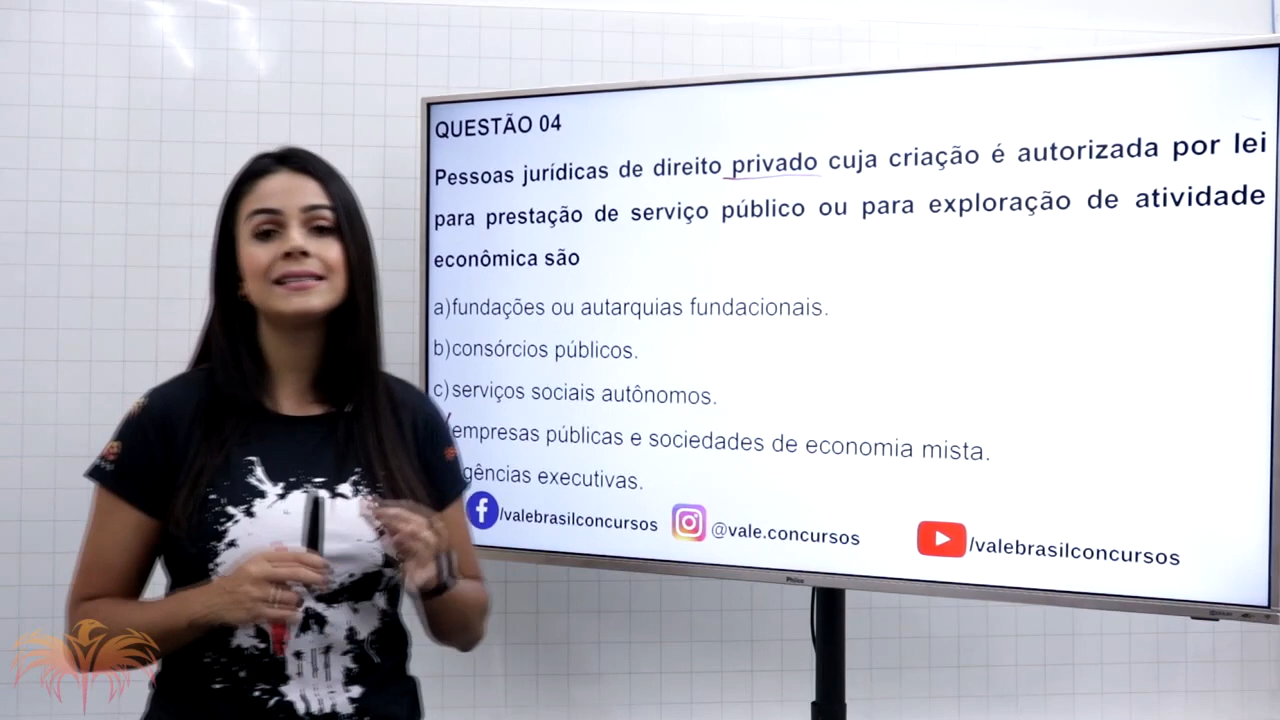 QUESTÃO 04
Pessoas jurídicas de direito privado cuja criação é autorizada por lei
para prestação de serviço público ou para exploração de atividade
econômica são
a)fundações ou autarquias fundacionais.
b)consórcios públicos.
c)serviços sociais autônomos.
empresas públicas e sociedades de economia mista.
gências executivas.
/valebrasilconcursos @vale.concursos /valebrasilconcursos
Philco